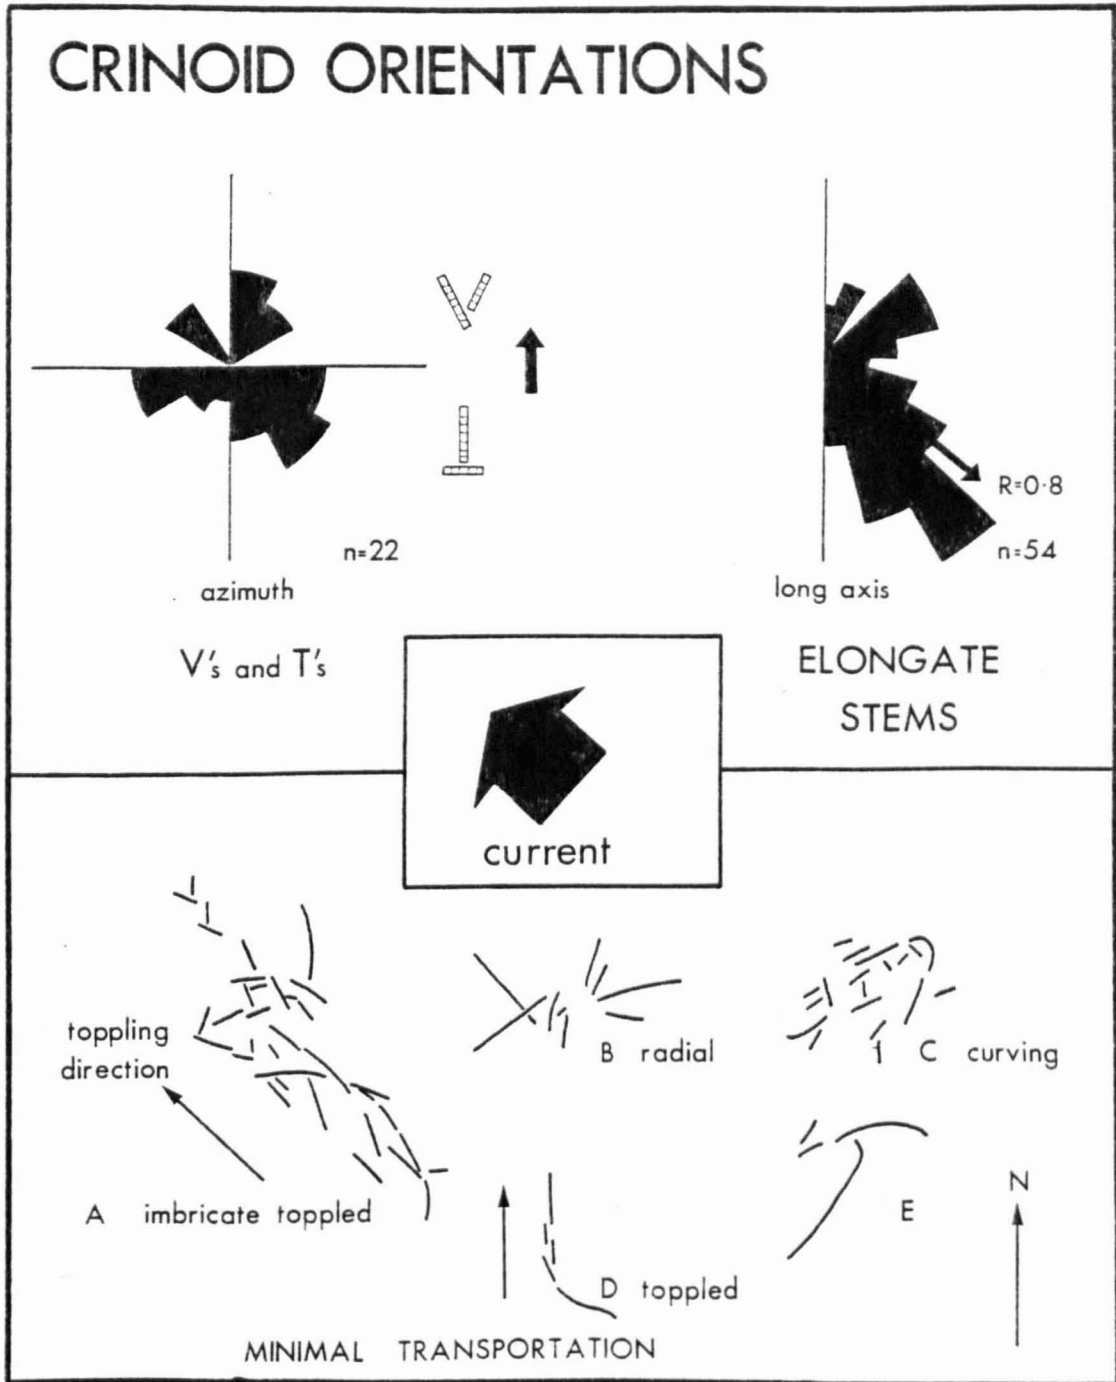 CRINOID ORIENTATIONS
n=22
azimuth
V's and T's
R=0·8
n=54
long axis
ELONGATE
STEMS
current
toppling
direction
A imbricate toppled
B radial
C curving
D toppled
E
N
MINIMAL TRANSPORTATION